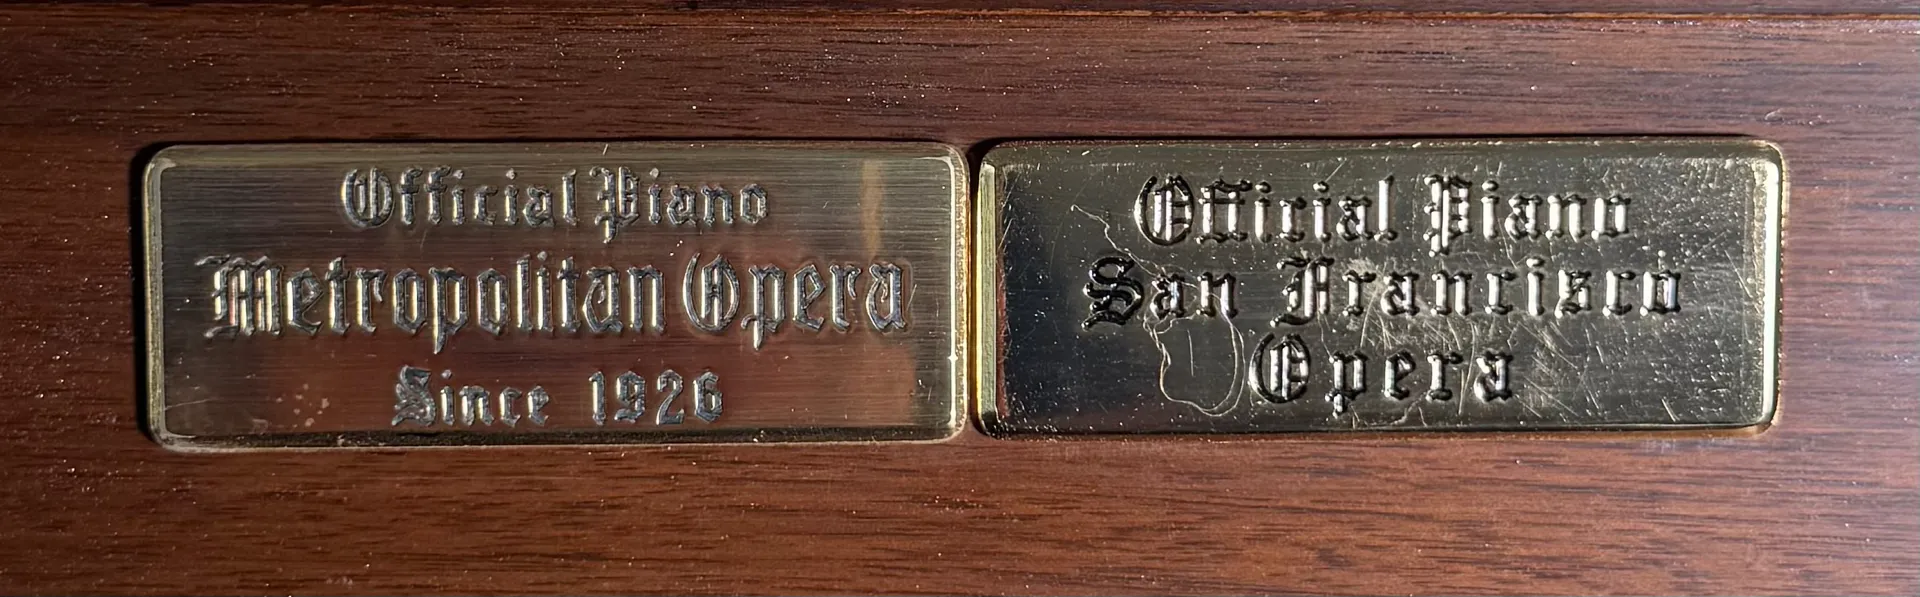 Official Piano
Metropolitan Opera
Since 1926
Official Piano
San Francisco
Opera